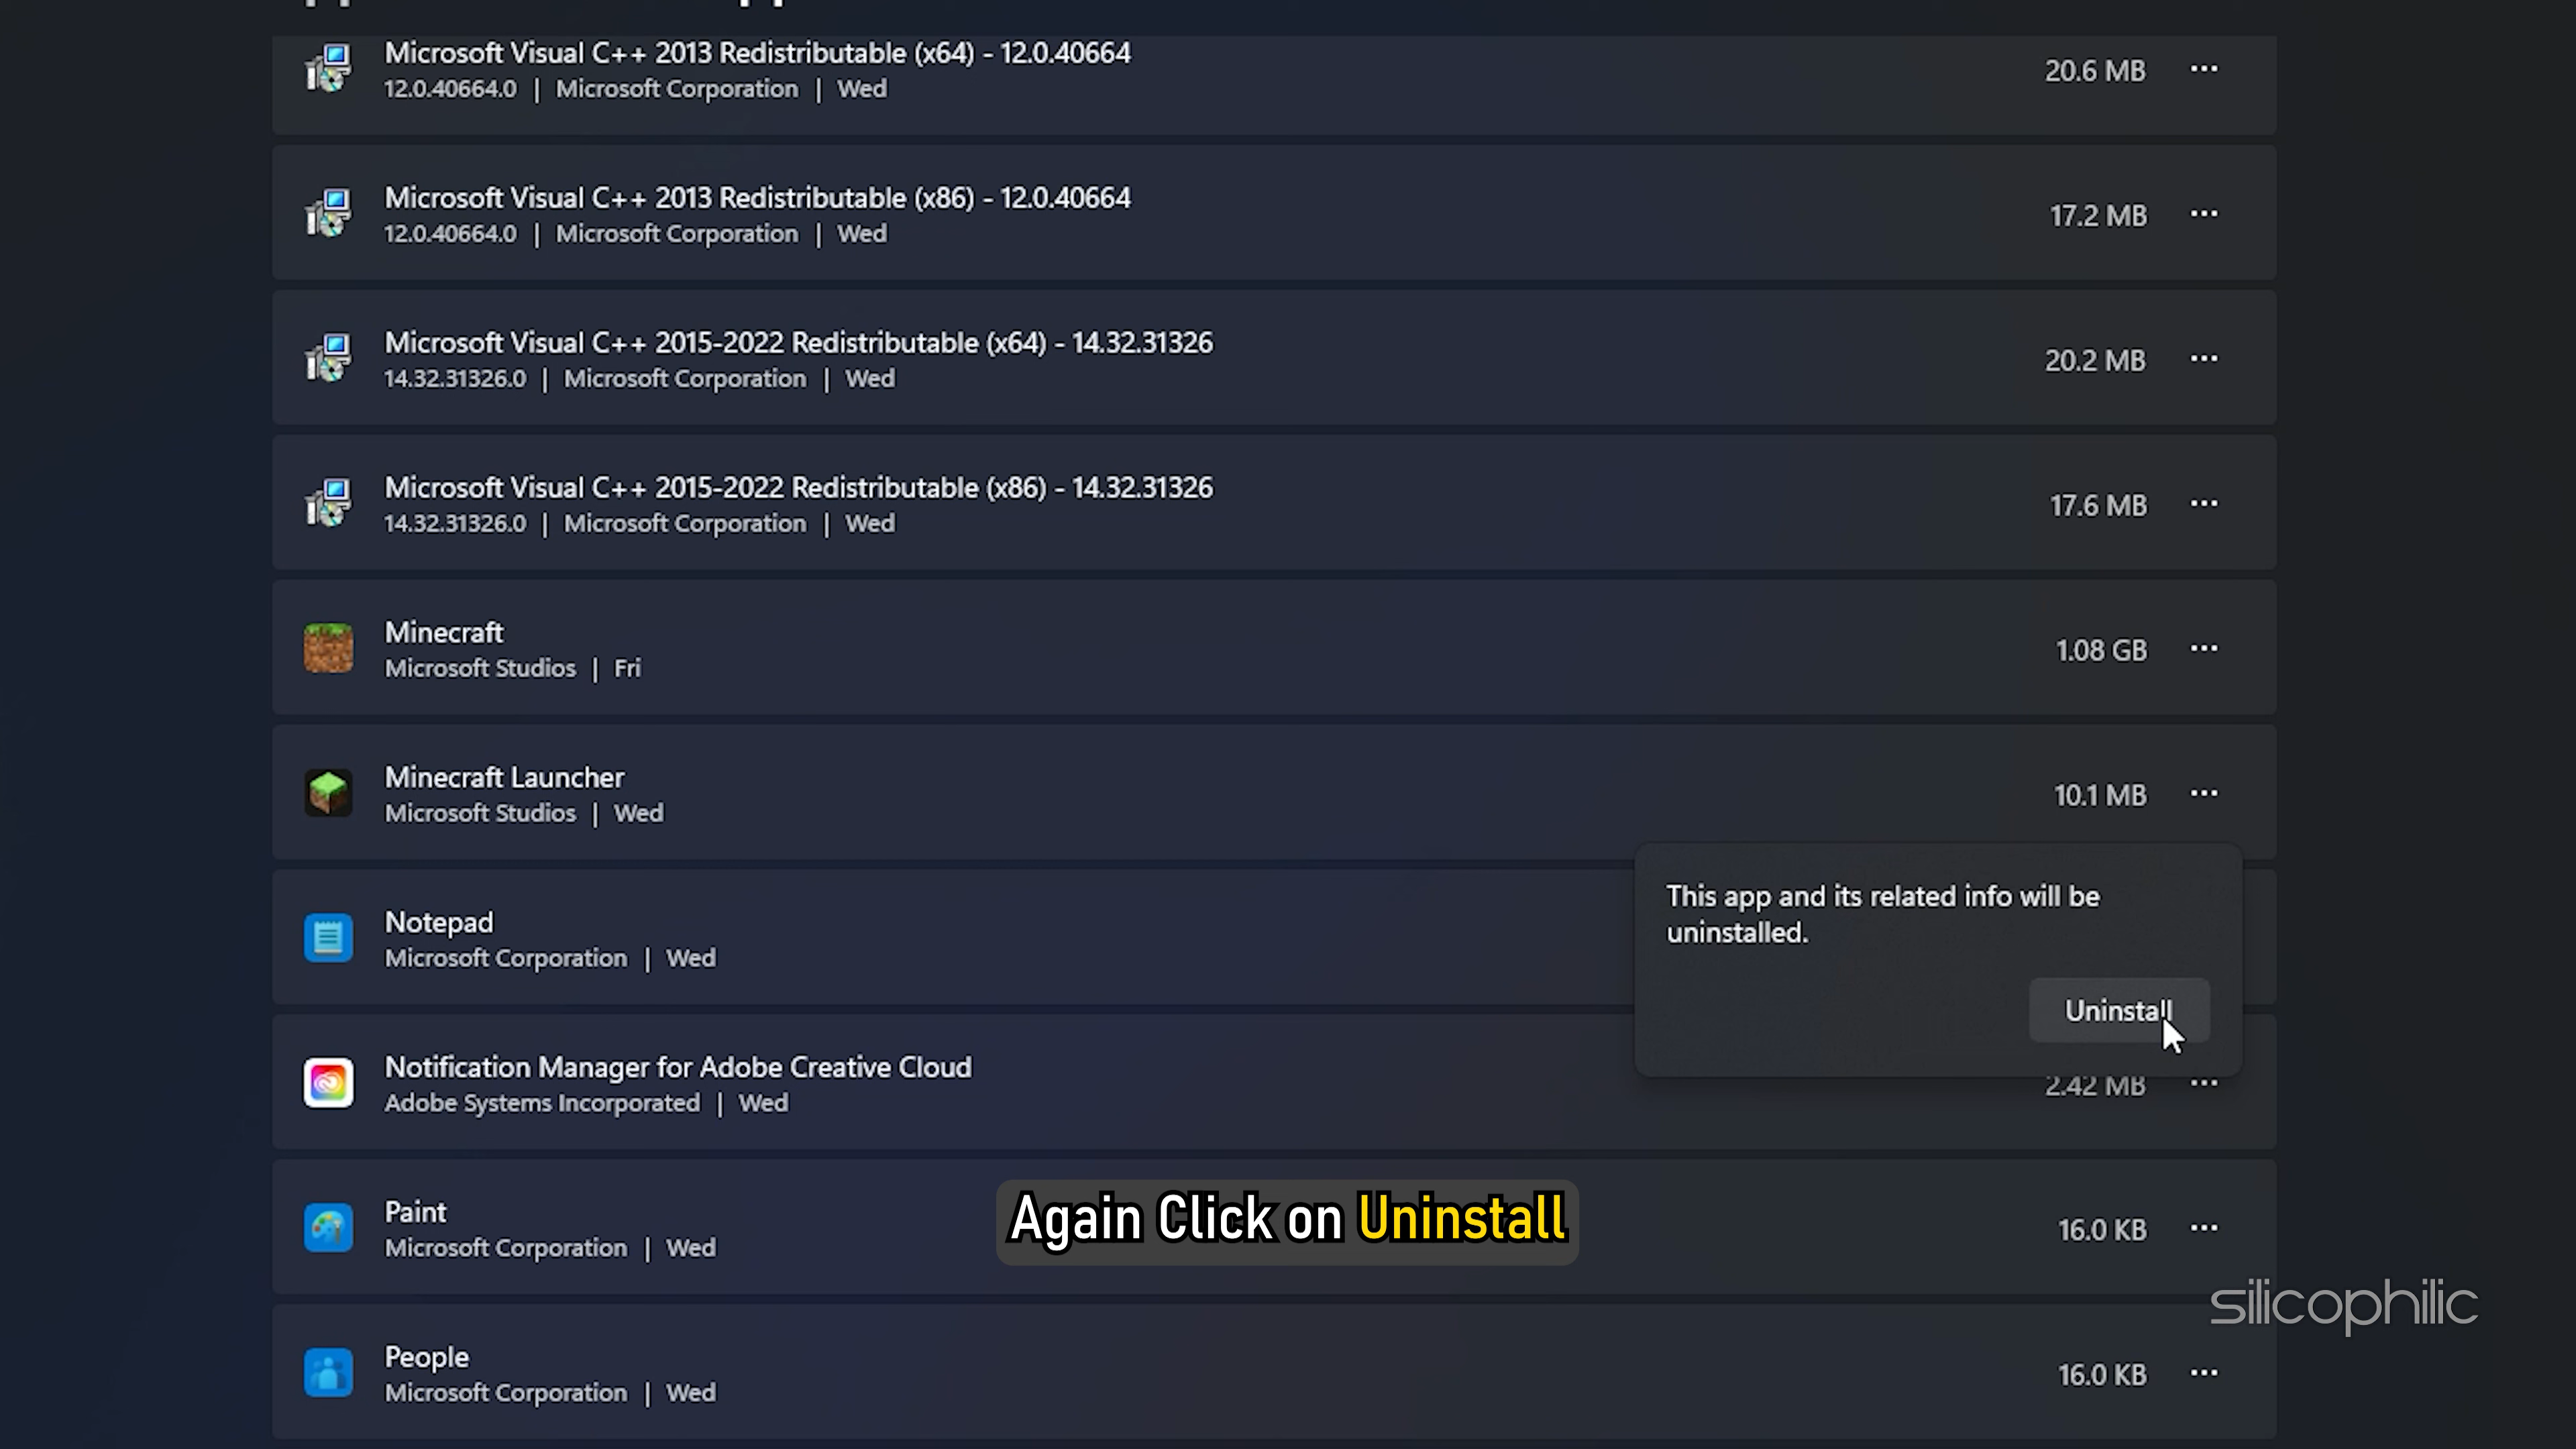 Microsoft Visual C++ 2013 Redistributable (x64) - 12.0.40664
12.0.40664.0 | Microsoft Corporation | Wed
20.6 MB
Microsoft Visual C++ 2013 Redistributable (x86) - 12.0.40664
12.0.40664.0 | Microsoft Corporation | Wed
17.2 MB
Microsoft Visual C++ 2015-2022 Redistributable (x64) - 14.32.31326
14.32.31326.0 | Microsoft Corporation | Wed
20.2 MB
Microsoft Visual C++ 2015-2022 Redistributable (x86) - 14.32.31326
14.32.31326.0 | Microsoft Corporation | Wed
17.6 MB
Minecraft
Microsoft Studios | Fri
1.08 GB
Minecraft Launcher
Microsoft Studios | Wed
10.1 MB
This app and its related info will be
uninstalled.
Uninstall
Notepad
Microsoft Corporation | Wed
Notification Manager for Adobe Creative Cloud
Adobe Systems Incorporated | Wed
2.42 MB
Paint
Microsoft Corporation | Wed
16.0 KB
Again Click on Uninstall
People
Microsoft Corporation | Wed
16.0 KB
silicophilic